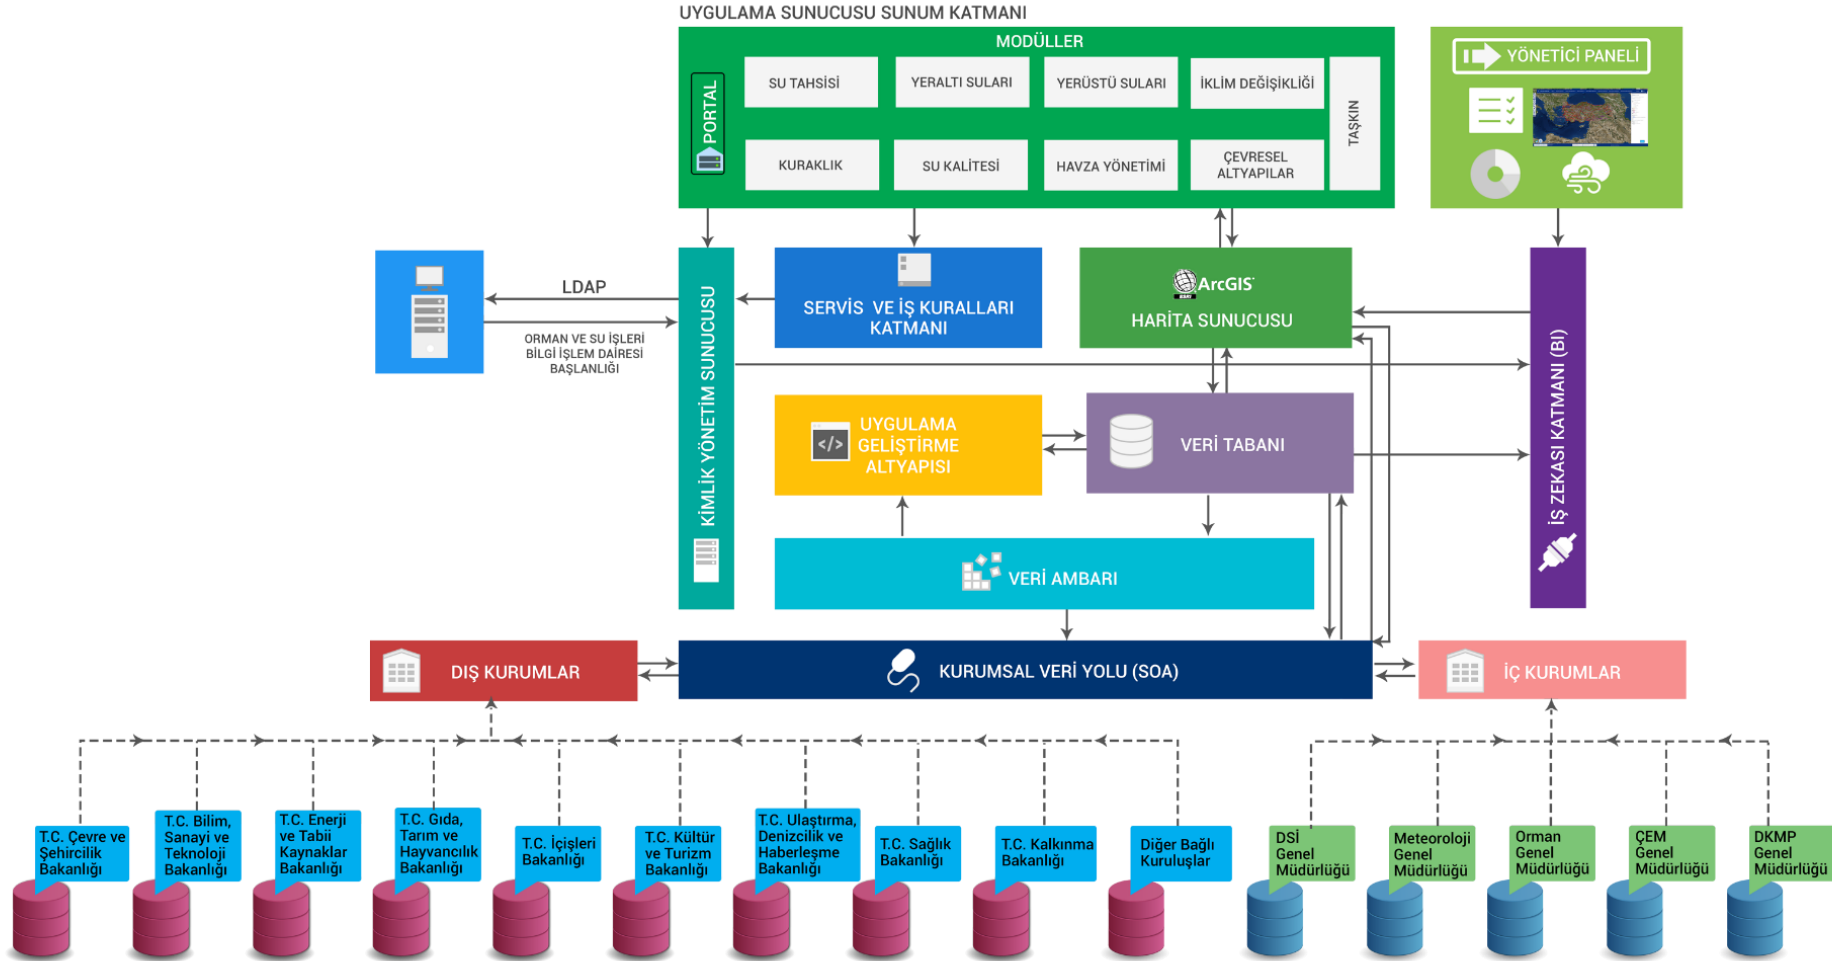 UYGULAMA SUNUCUSU SUNUM KATMANI
MODÜLLER
PORTAL
SU TAHSİSİ
YERALTI SULARI
YERÜSTÜ SULARI
İKLİM DEĞİŞİKLİĞİ
TAŞKIN
KURAKLIK
SU KALİTESİ
HAVZA YÖNETİMİ
ÇEVRESEL
ALTYAPILAR
YÖNETİCİ PANELİ
LDAP
ORMAN VE SU İŞLERİ
BİLGİ İŞLEM DAİRESİ
BAŞLANLIĞI
KİMLİK YÖNETİM SUNUCUSU
SERVİS VE İŞ KURALLARI
KATMANI
ArcGIS
HARİTA SUNUCUSU
İŞ ZEKASI KATMANI (BI)
</>
UYGULAMA
GELİŞTİRME
ALTYAPISI
VERİ TABANI
VERİ AMBARI
DIŞ KURUMLAR
KURUMSAL VERİ YOLU (SOA)
İÇ KURUMLAR
T.C. Çevre ve
Şehircilik
Bakanlığı
T.C. Bilim,
Sanayi ve
Teknoloji
Bakanlığı
T.C. Enerji
ve Tabii
Kaynaklar
Bakanlığı
T.C. Gıda,
Tarım ve
Hayvancılık
Bakanlığı
T.C. İçişleri
Bakanlığı
T.C. Kültür
ve Turizm
Bakanlığı
T.C. Ulaştırma,
Denizcilik ve
Haberleşme
Bakanlığı
T.C. Sağlık
Bakanlığı
T.C. Kalkınma
Bakanlığı
Diğer Bağlı
Kuruluşlar
DSİ
Genel
Müdürlüğü
Meteoroloji
Genel
Müdürlüğü
Orman
Genel
Müdürlüğü
ÇEM
Genel
Müdürlüğü
DKMP
Genel
Müdürlüğü